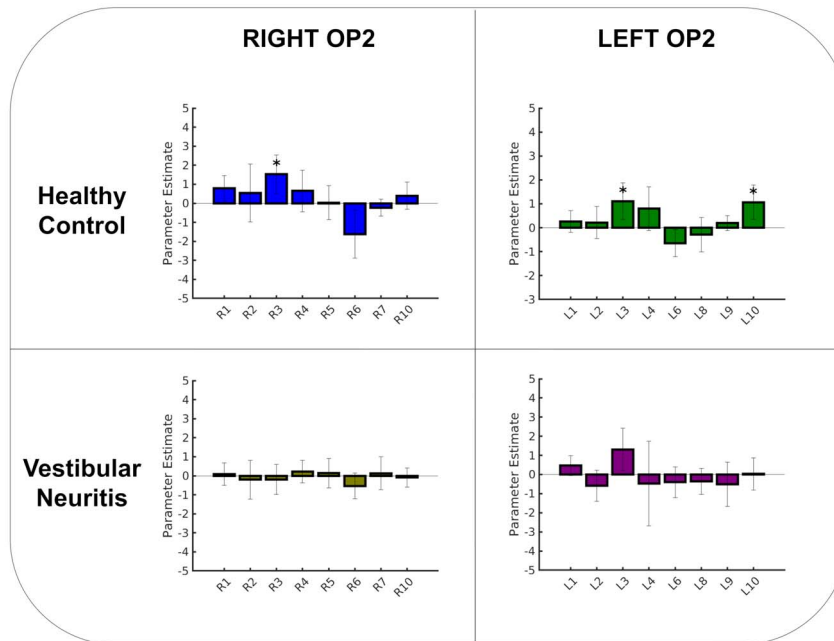 RIGHT OP2
LEFT OP2
Healthy
Control
Parameter Estimate
5
4
3
2
1
0
-1
-2
-3
-4
-5
*
R1
R2
R3
R4
R5
R6
R7
R10
Parameter Estimate
5
4
3
2
1
0
-1
-2
-3
*
*
L1
L2
L3
L4
L6
L8
L9
L10
Vestibular
Neuritis
Parameter Estimate
5
4
3
2
1
0
-1
-2
-3
-4
-5
R1
R2
R3
R4
R5
R6
R7
R10
Parameter Estimate
5
4
3
2
1
0
-1
-2
-3
-4
-5
L1
L2
L3
L4
L6
L8
L9
L10